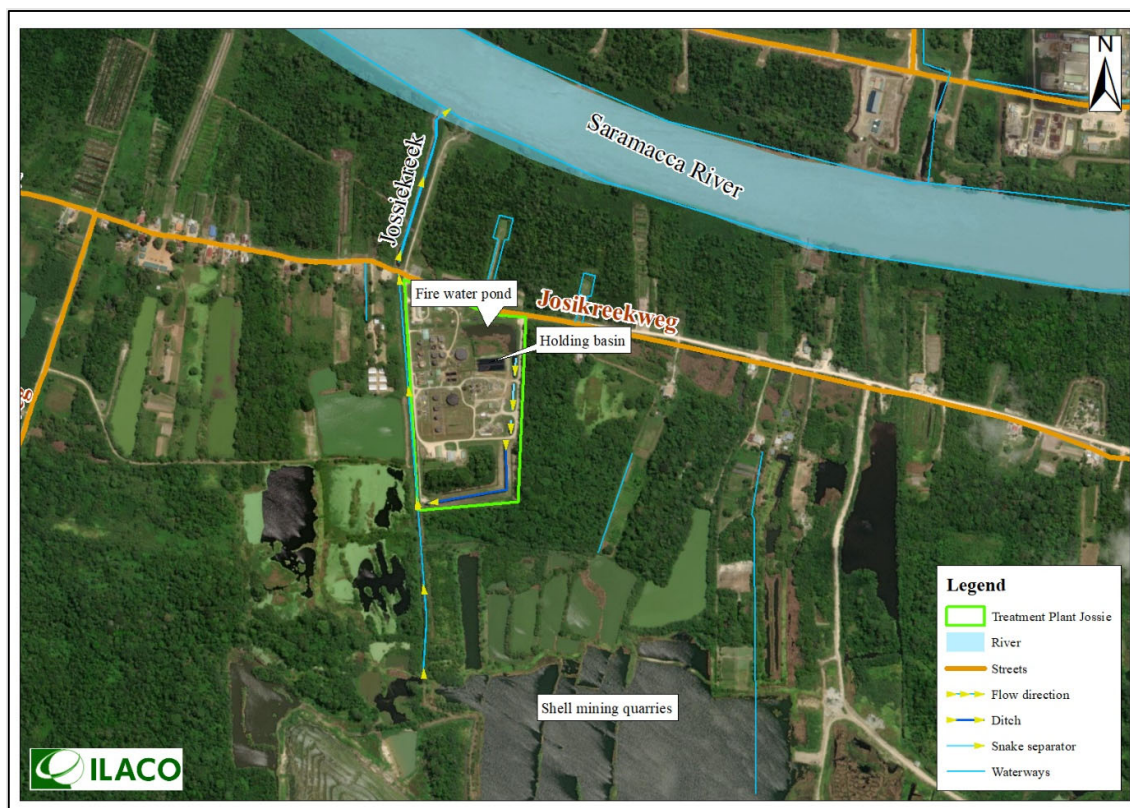 N
Saramacca River
Jossiekreek
Fire water pond
Josikreekweg
Holding basin
Shell mining quarries
Legend
Treatment Plant Jossie
River
Streets
Flow direction
Ditch
Snake separator
Waterways
ILACO